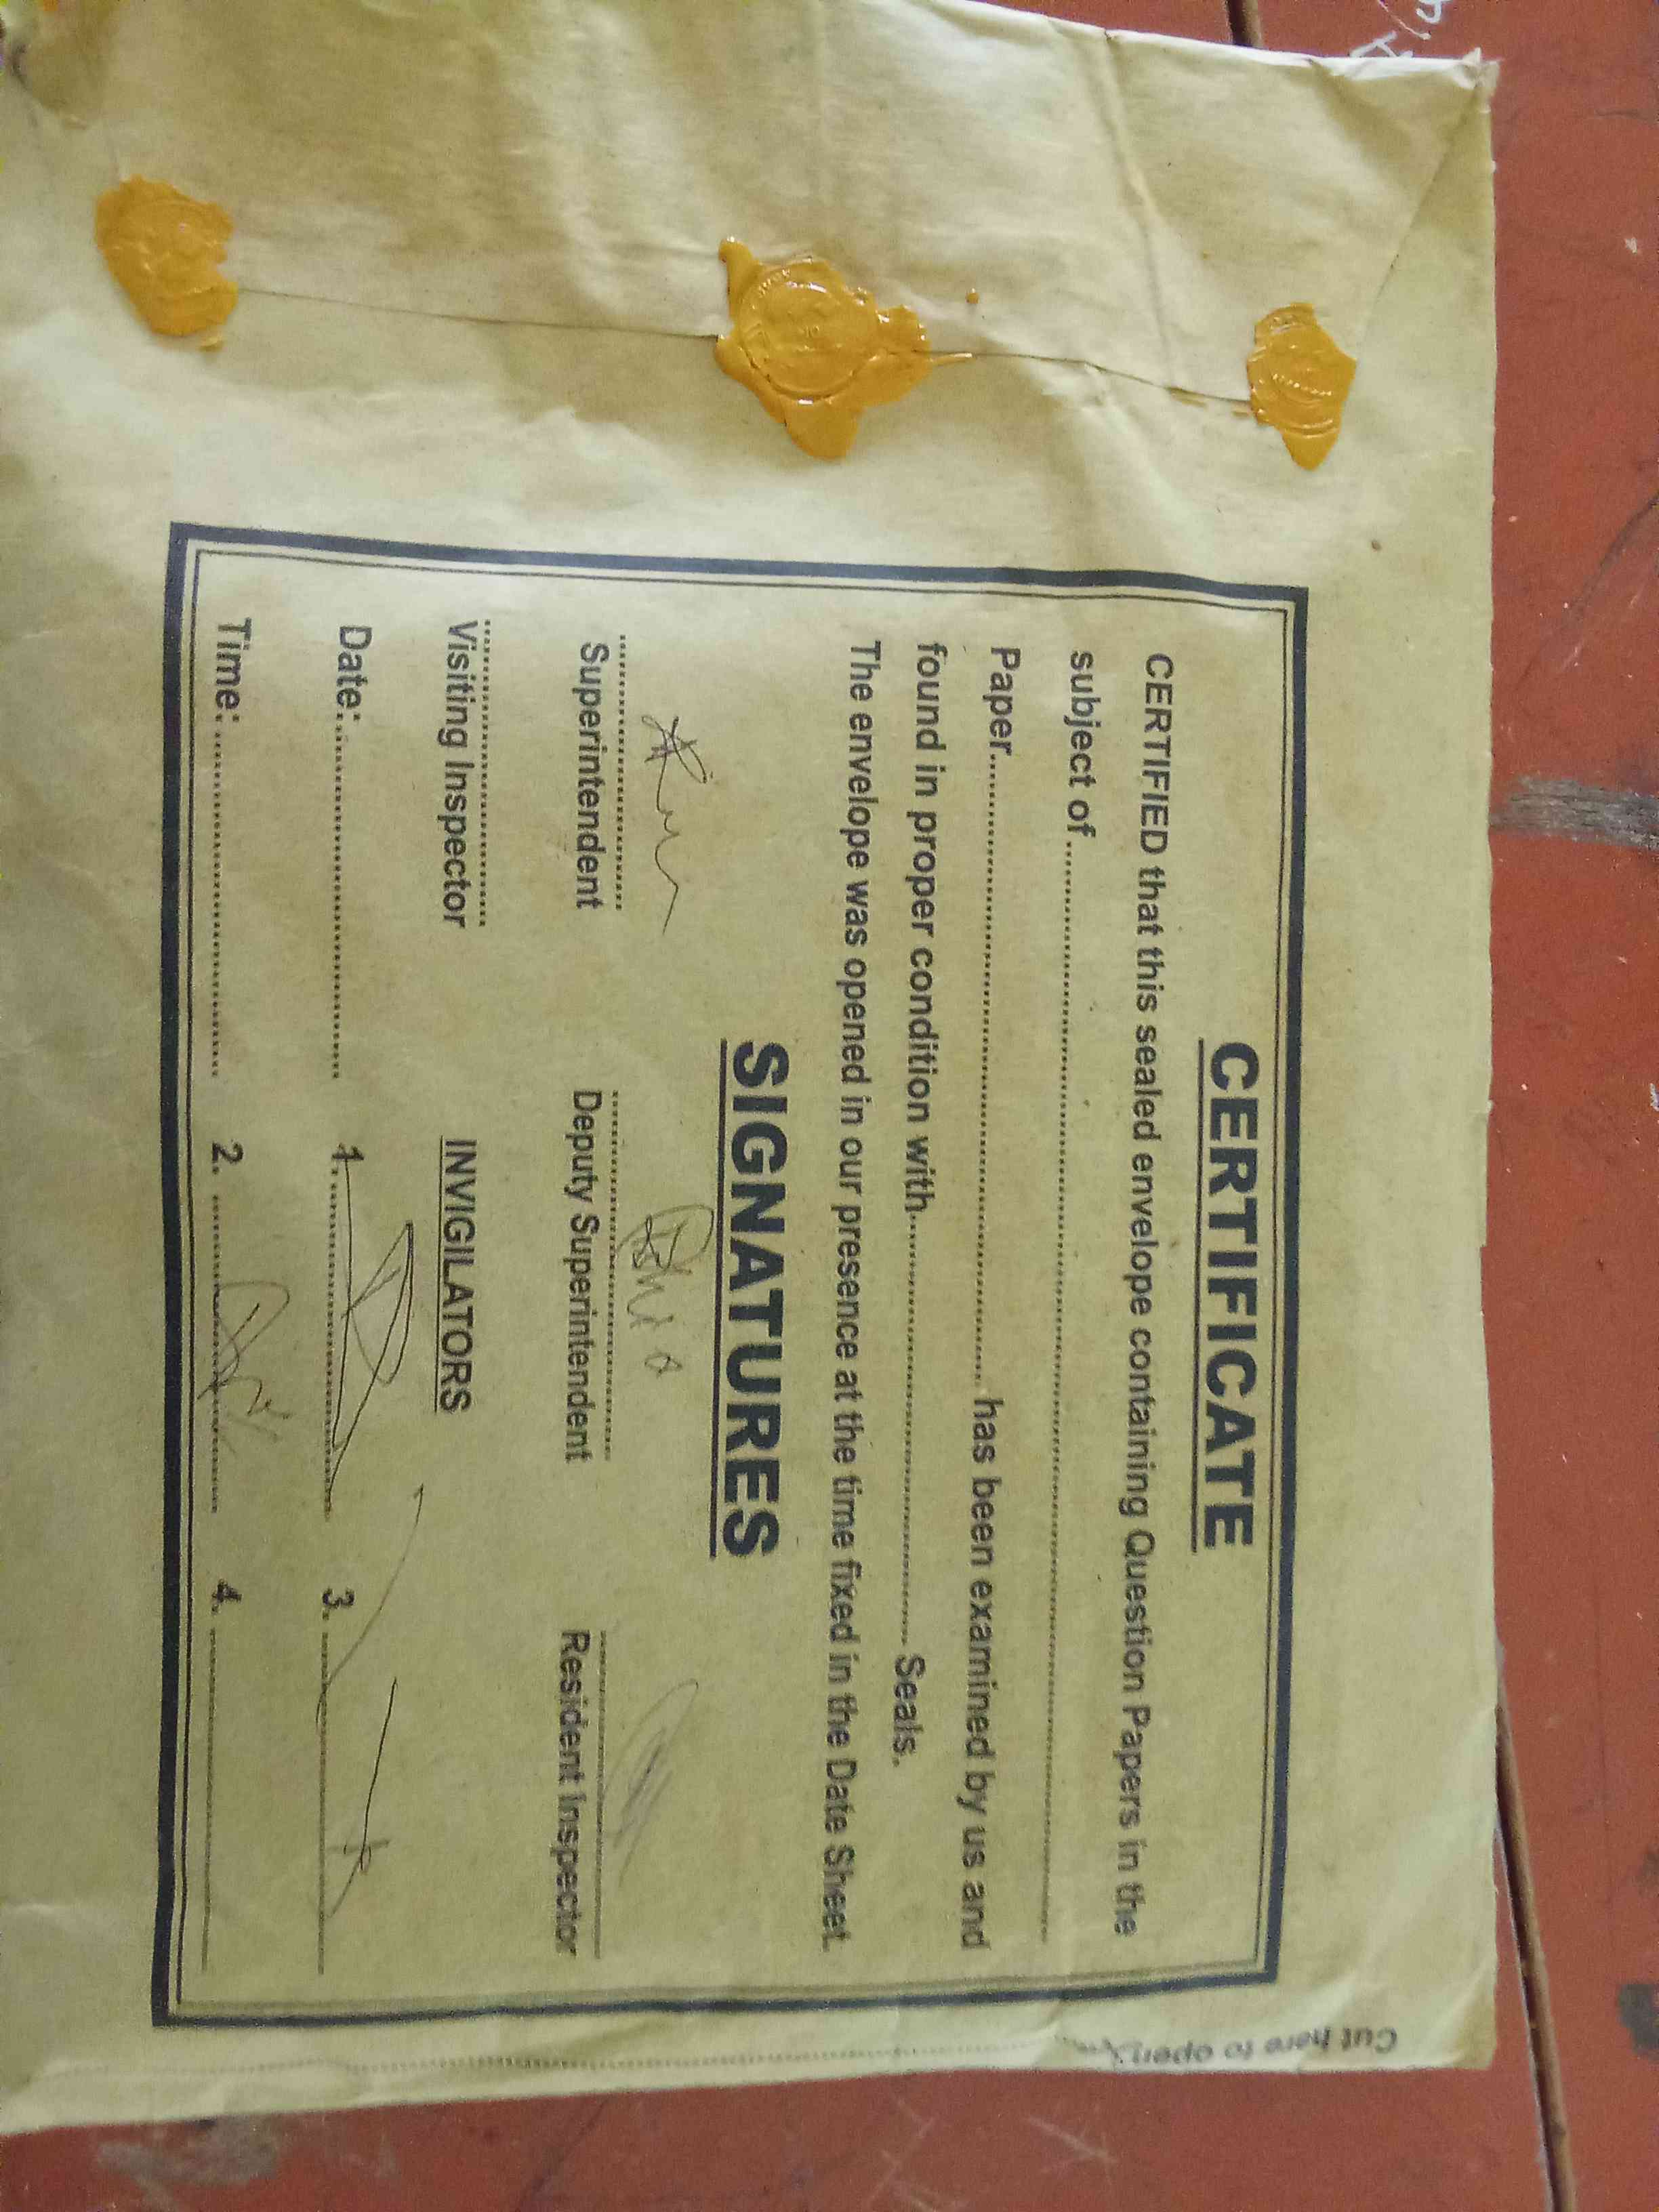 CERTIFICATE
CERTIFIED that this sealed envelope containing Question Papers in the
subject of ........................................
Paper........................................ has been examined by us and
found in proper condition with........................................ Seals.
The envelope was opened in our presence at the time fixed in the Date Sheet.
SIGNATURES
Superintendent Deputy Superintendent Resident Inspector
Visiting Inspector INVIGILATORS
Date: ........................ 1. ........................ 3. ........................
Time: ........................ 2. ........................ 4. ........................
Cut here to open